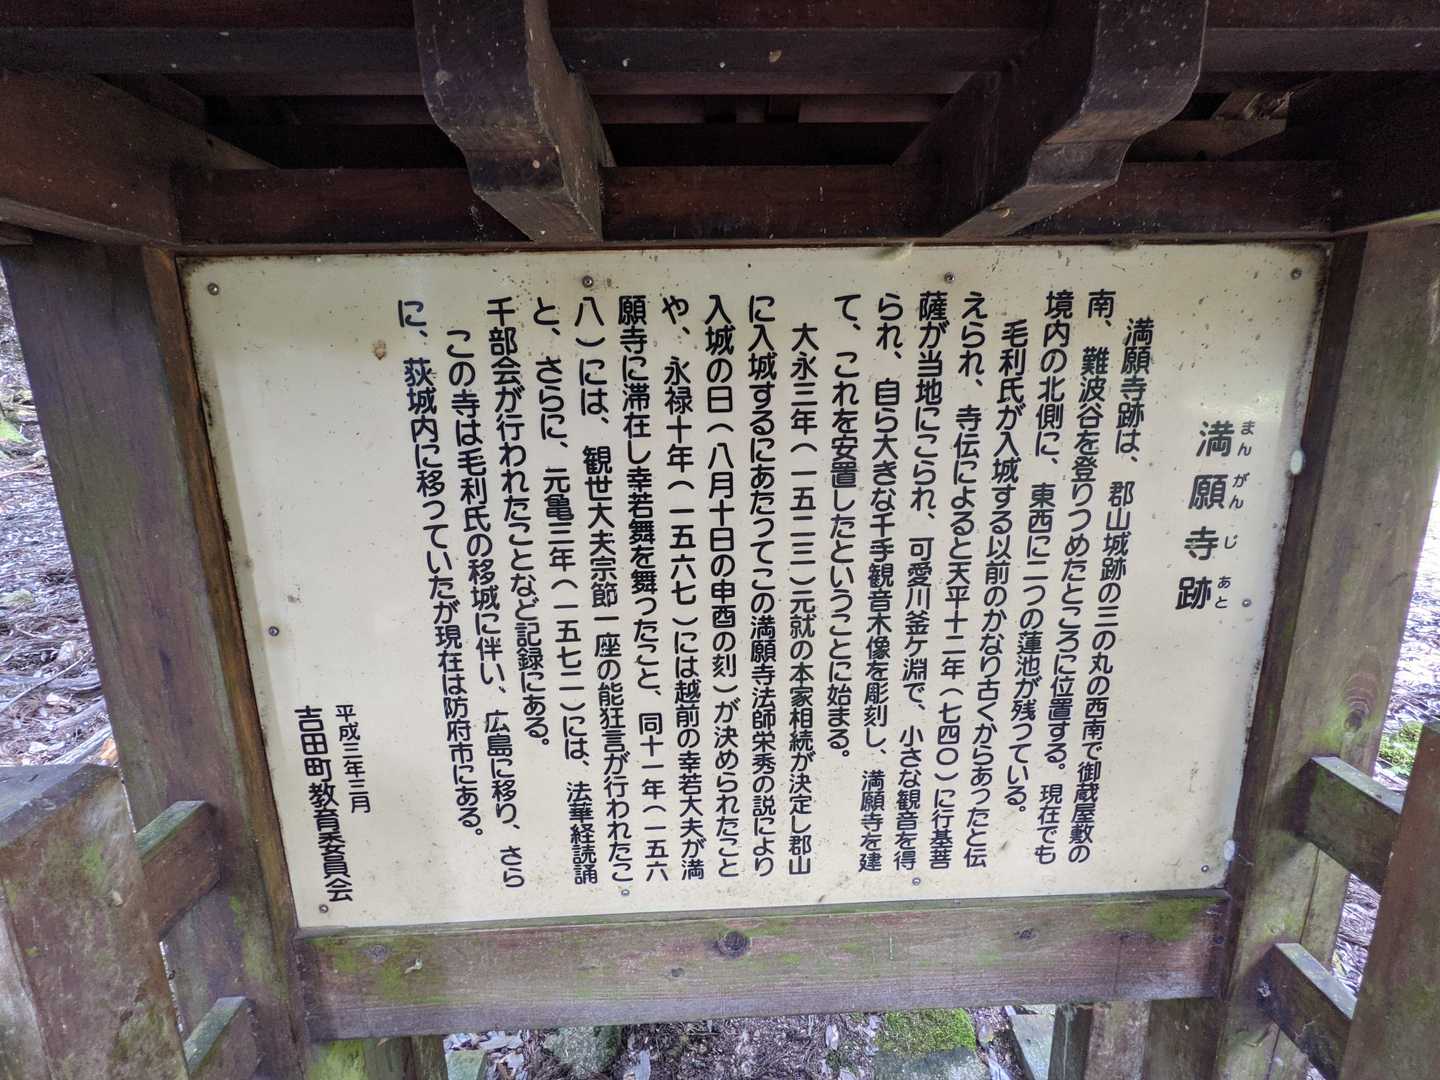 満願寺跡
まんがんじあと
満願寺跡は、郡山城跡の三の丸の西南で御蔵屋敷の
南、難波谷を登りつめたところに位置する。現在でも
境内の北側に、東西に二つの蓮池が残っている。
毛利氏が入城する以前のかなり古くからあったと伝
えられ、寺伝によると天平十二年(七四〇)に行基菩
薩が当地にこられ、可愛川釜ケ淵で、小さな観音を得
られ、自ら大きな千手観音木像を彫刻し、満願寺を建
て、これを安置したということに始まる。
大永三年(一五二三)元就の本家相続が決定し郡山
に入城するにあたってこの満願寺法師栄秀の説により
入城の日(八月十日の申酉の刻)が決められたこと
や、永禄十年(一五六七)には越前の幸若大夫が満
願寺に滞在し幸若舞を舞ったこと、同十一年(一五六
八)には、観世大夫宗節一座の能狂言が行われたこ
と、さらに、元亀三年(一五七二)には、法華経読誦
千部会が行われたことなど記録にある。
この寺は毛利氏の移城に伴い、広島に移り、さら
に、萩城内に移っていたが現在は防府市にある。
平成三年三月
吉田町教育委員会